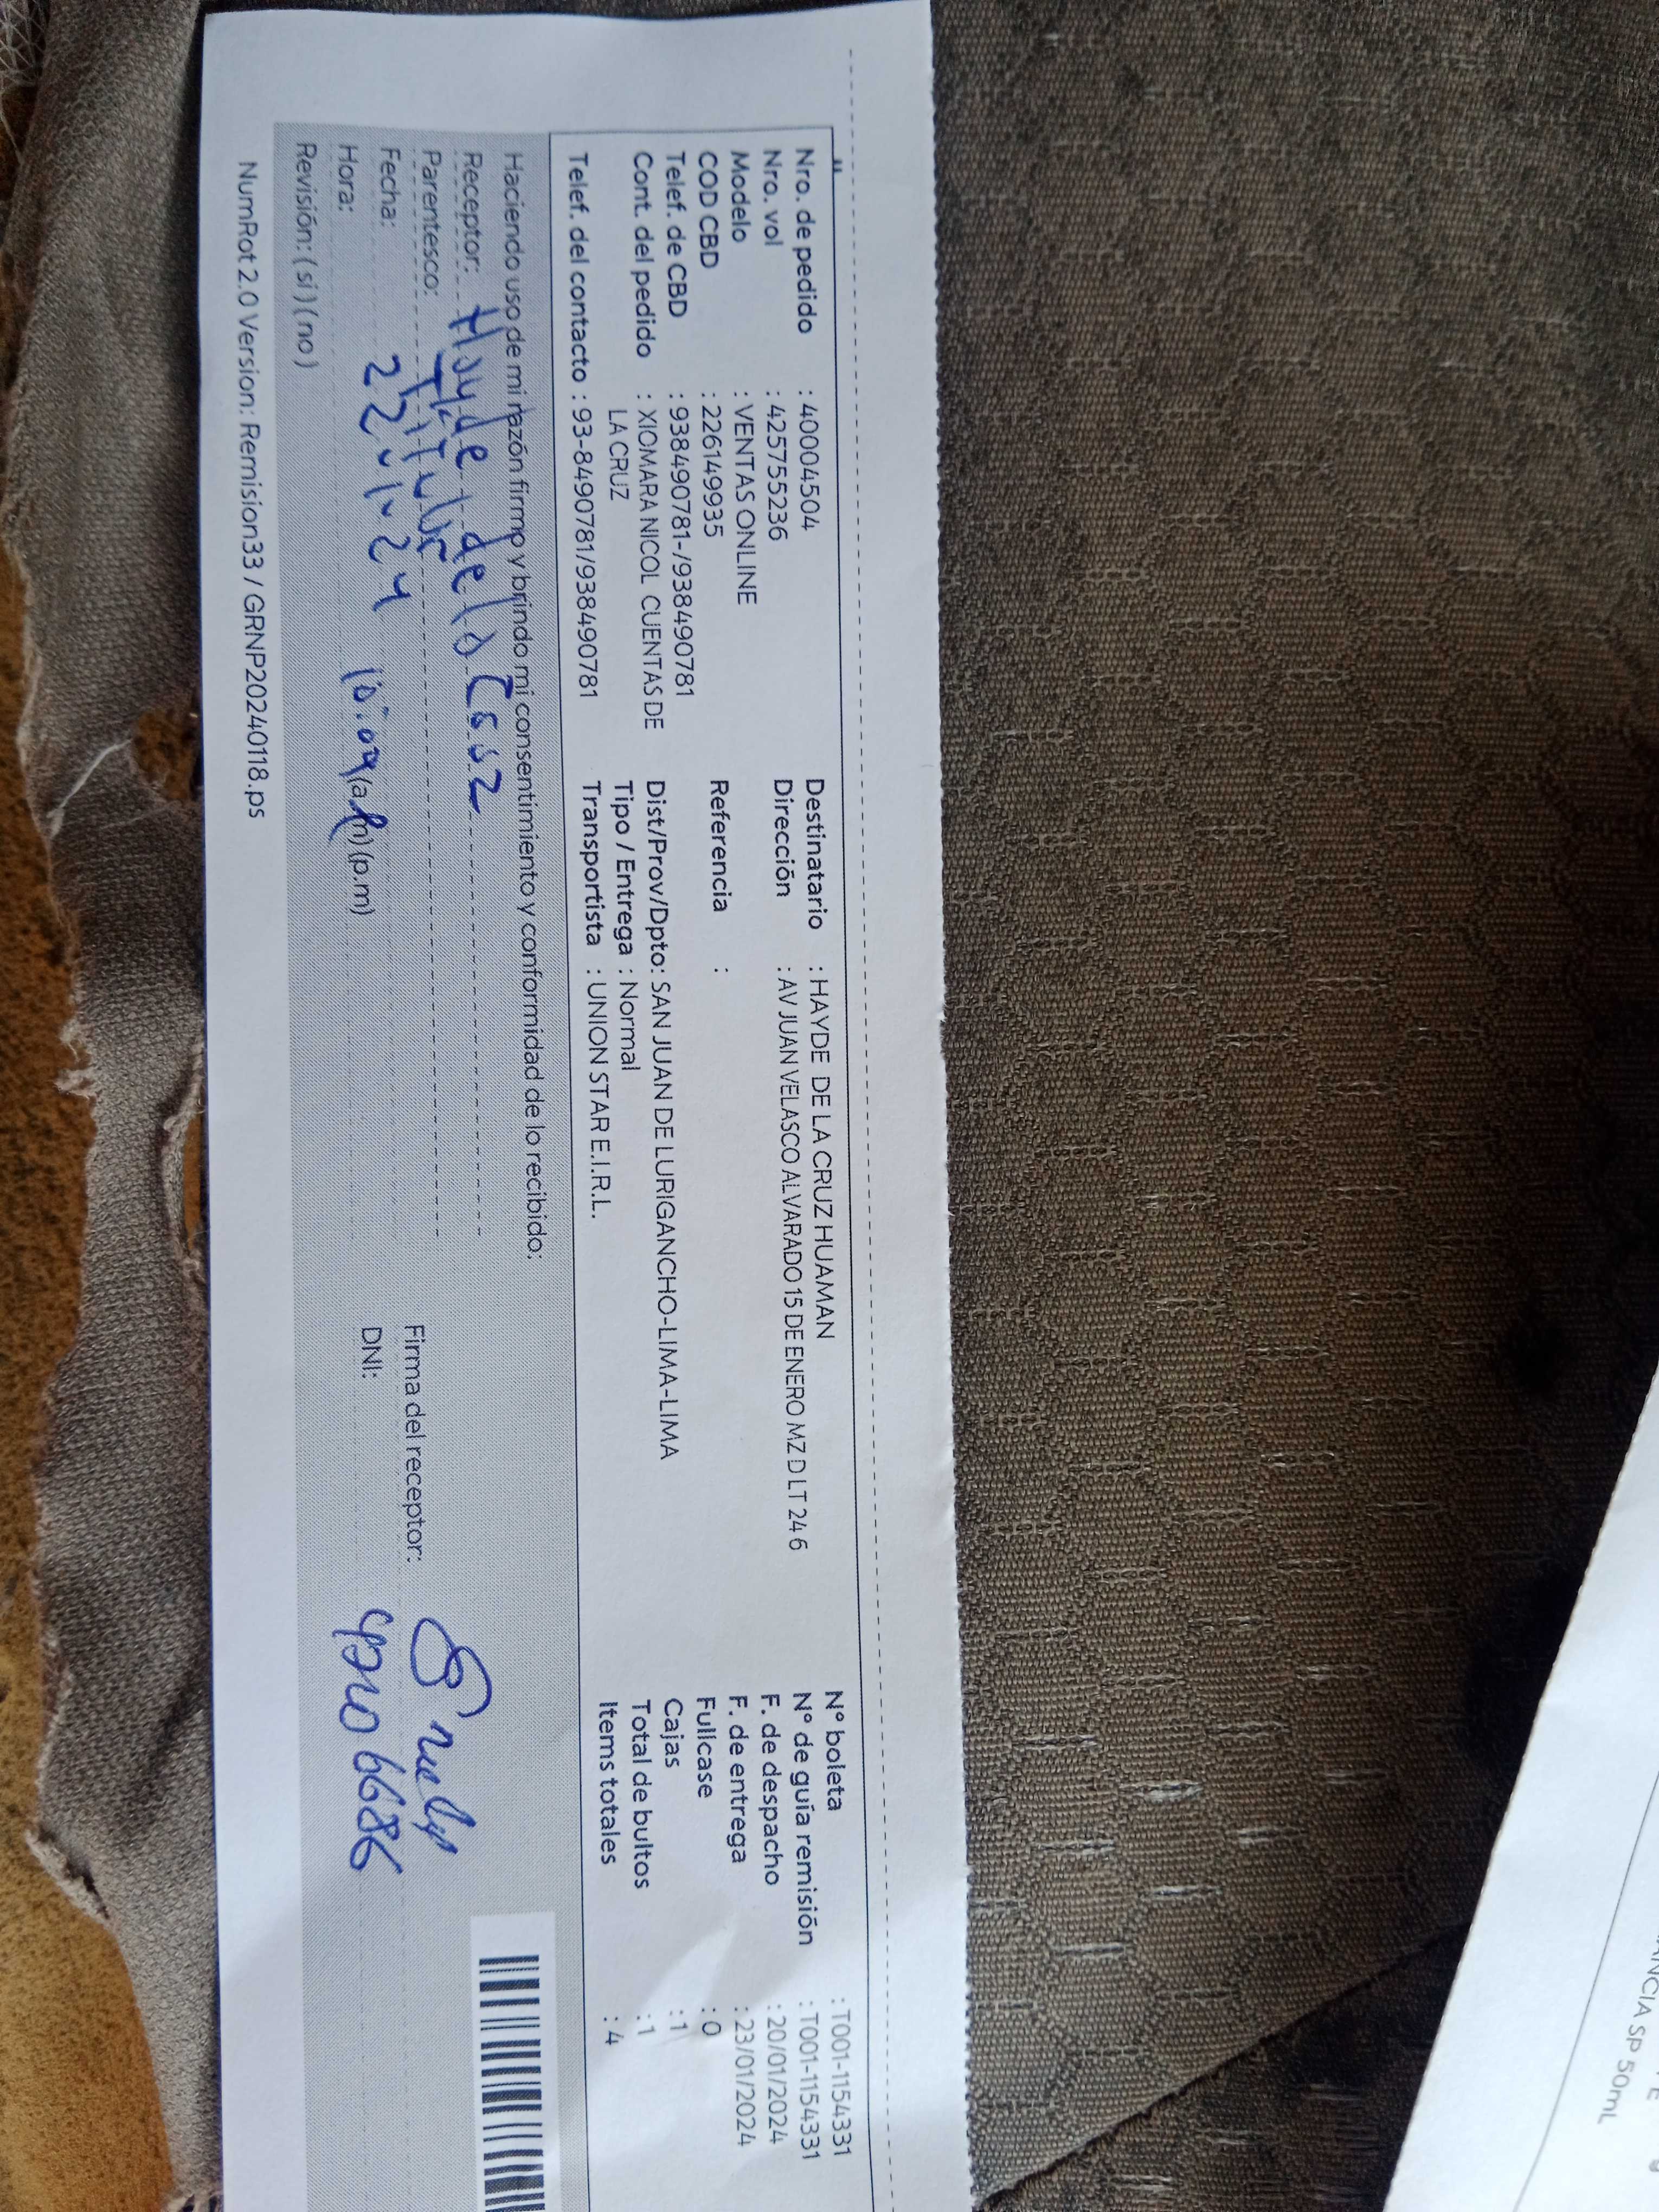 Nro. de pedido : 40004504
Nro. vol : 425755236
Modelo : VENTAS ONLINE
COD CBD : 226149935
Telef. de CBD : 938490781-/938490781
Cont. del pedido : XIOMARA NICOL CUENTAS DE
LA CRUZ
Telef. del contacto : 93-8490781/938490781
Destinatario : HAYDE DE LA CRUZ HUAMAN
Dirección : AV JUAN VELASCO ALVARADO 15 DE ENERO MZ D LT 24 6
Referencia :
Dist/Prov/Dpto: SAN JUAN DE LURIGANCHO-LIMA-LIMA
Tipo / Entrega : Normal
Transportista : UNION STAR E.I.R.L.
N° boleta : T001-1154331
N° de guía remisión : T001-1154331
F. de despacho : 20/01/2024
F. de entrega : 23/01/2024
Fullcase : 0
Cajas : 1
Total de bultos : 1
Items totales : 4
Haciendo uso de mi razón firmo y brindo mi consentimiento y conformidad de lo recibido:
Receptor: Hayde de la
Parentesco: Titular
Fecha: 22-1-24
Hora: 10:09 (a.m) (p.m)
Revisión: (si) (no)
Firma del receptor:
DNI:
NumRot 2.0 Version: Remision33 / GRNP20240118.ps
SP 50mL